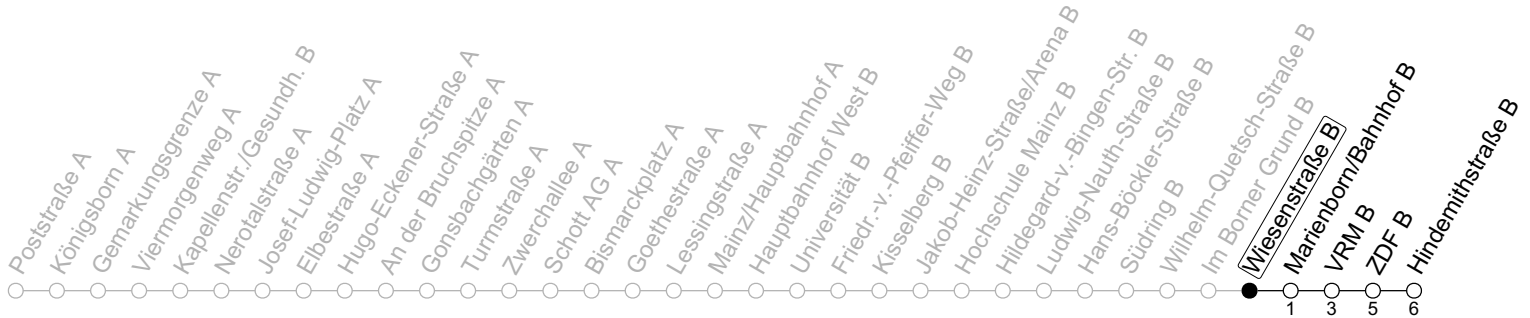 Poststraße A
Königsborn A
Gemarkungsgrenze A
Viermorgenweg A
Kapellenstr./Gesundh. B
Nerotalstraße A
Josef-Ludwig-Platz A
Elbestraße A
Hugo-Eckener-Straße A
An der Bruchspitze A
Gonsbachgärten A
Turmstraße A
Zwerchallee A
Schott AG A
Bismarckplatz A
Goethestraße A
Lessingstraße A
Mainz/Hauptbahnhof A
Hauptbahnhof West B
Universität B
Friedr.-v.-Pfeiffer-Weg B
Kisselberg B
Jakob-Heinz-Straße/Arena B
Hochschule Mainz B
Hildegard-v.-Bingen-Str. B
Ludwig-Nauth-Straße B
Hans-Böckler-Straße B
Südring B
Wilhelm-Quetsch-Straße B
Im Borner Grund B
Wiesenstraße B
Marienborn/Bahnhof B
VRM B
ZDF B
Hindemithstraße B
1 3 5 6